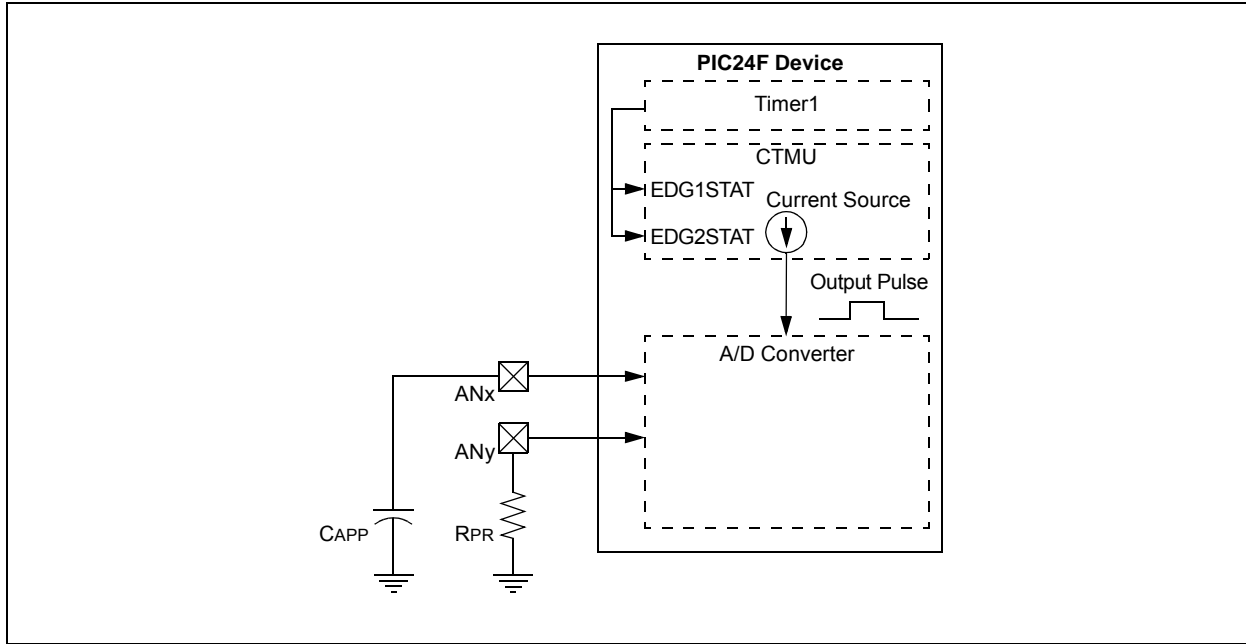 PIC24F Device
Timer1
CTMU
EDG1STAT
Current Source
EDG2STAT
Output Pulse
A/D Converter
ANx
ANy
CAPP
RPR